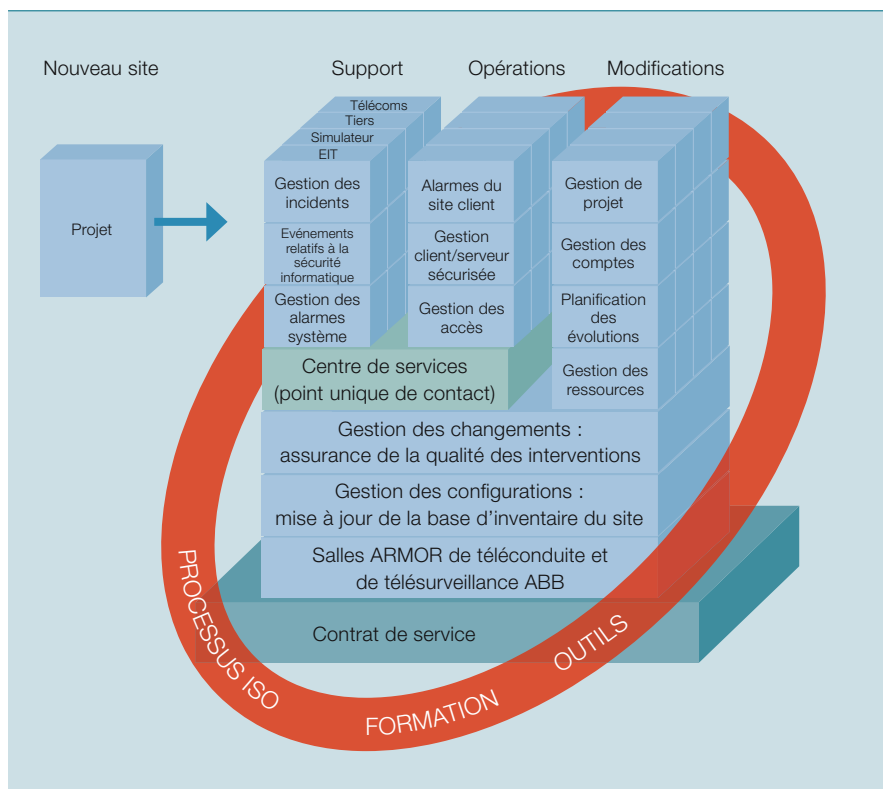 Nouveau site
Support
Opérations
Modifications
Télécoms
Tiers
Simulateur
EIT
Projet
Gestion des
incidents
Evénements
relatifs à la
sécurité
informatique
Gestion des
alarmes
système
Alarmes du
site client
Gestion
client/serveur
sécurisée
Gestion des
accès
Gestion de
projet
Gestion des
comptes
Planification
des
évolutions
Gestion des
ressources
Centre de services
(point unique de contact)
Gestion des changements :
assurance de la qualité des interventions
Gestion des configurations :
mise à jour de la base d'inventaire du site
Salles ARMOR de téléconduite et
de télésurveillance ABB
Contrat de service
PROCESSUS ISO
FORMATION
OUTILS